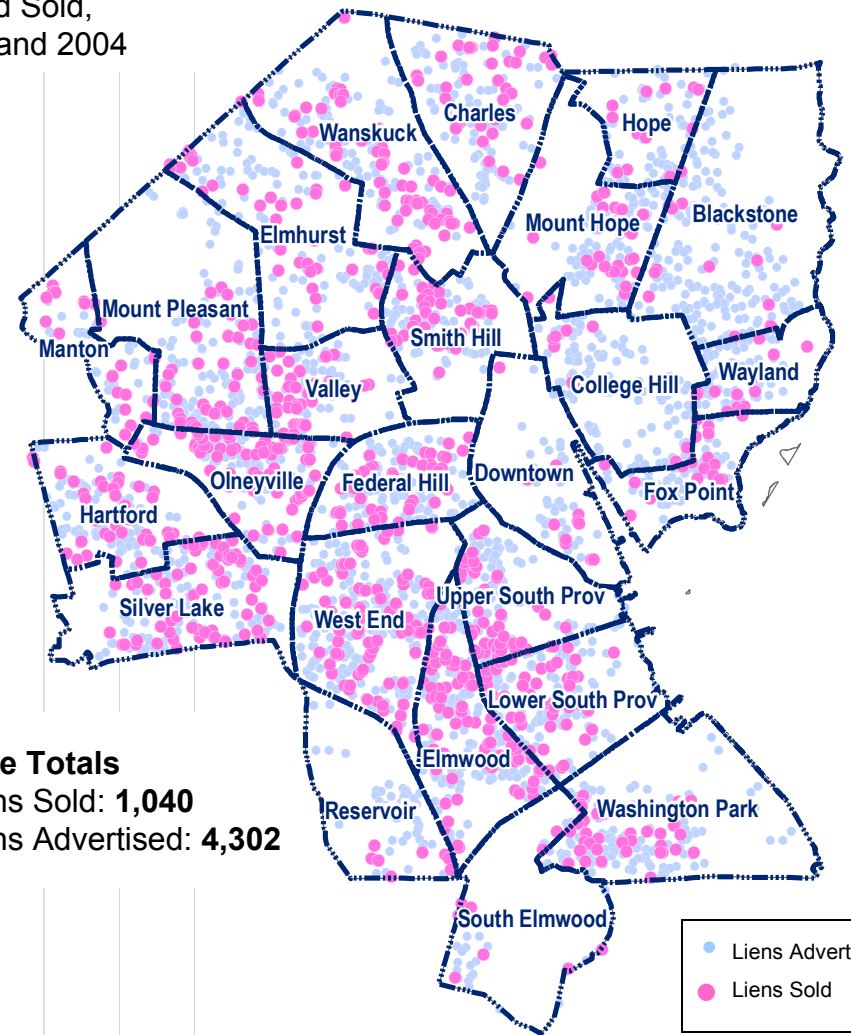 d Sold,
and 2004
Charles
Wanskuck
Hope
Blackstone
Mount Hope
Elmhurst
Mount Pleasant
Smith Hill
Manton
Wayland
College Hill
Valley
Downtown
Olneyville
Federal Hill
Fox Point
Hartford
Upper South Prov
Silver Lake
West End
Lower South Prov
Elmwood
e Totals
ns Sold: 1,040
Reservoir
Washington Park
ns Advertised: 4,302
South Elmwood
Liens Advert
Liens Sold